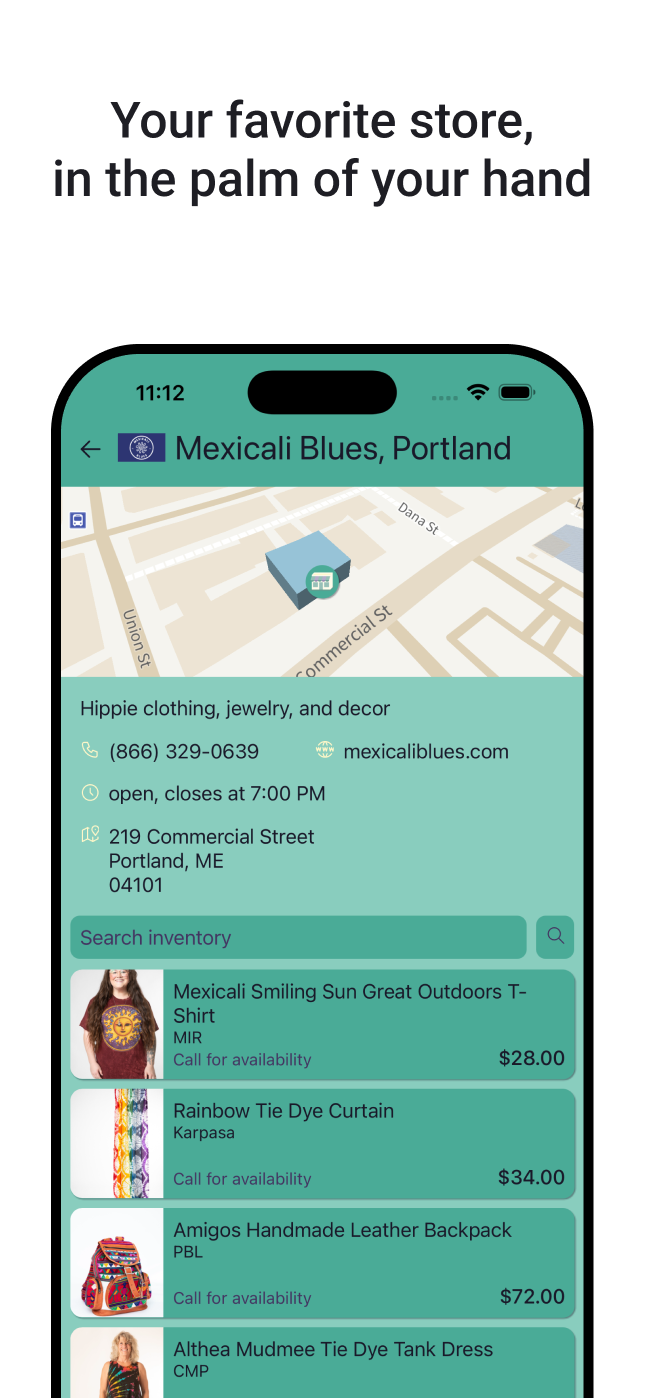 Your favorite store,
in the palm of your hand
11:12
MEXICALI
BLUES
Mexicali Blues, Portland
Dana St
Union St
Commercial St
Hippie clothing, jewelry, and decor
(866) 329-0639
WWW
mexicaliblues.com
open, closes at 7:00 PM
219 Commercial Street
Portland, ME
04101
Search inventory
Mexicali Smiling Sun Great Outdoors T-
Shirt
MIR
Call for availability
$28.00
Rainbow Tie Dye Curtain
Karpasa
Call for availability
$34.00
Amigos Handmade Leather Backpack
PBL
Call for availability
$72.00
Althea Mudmee Tie Dye Tank Dress
CMP